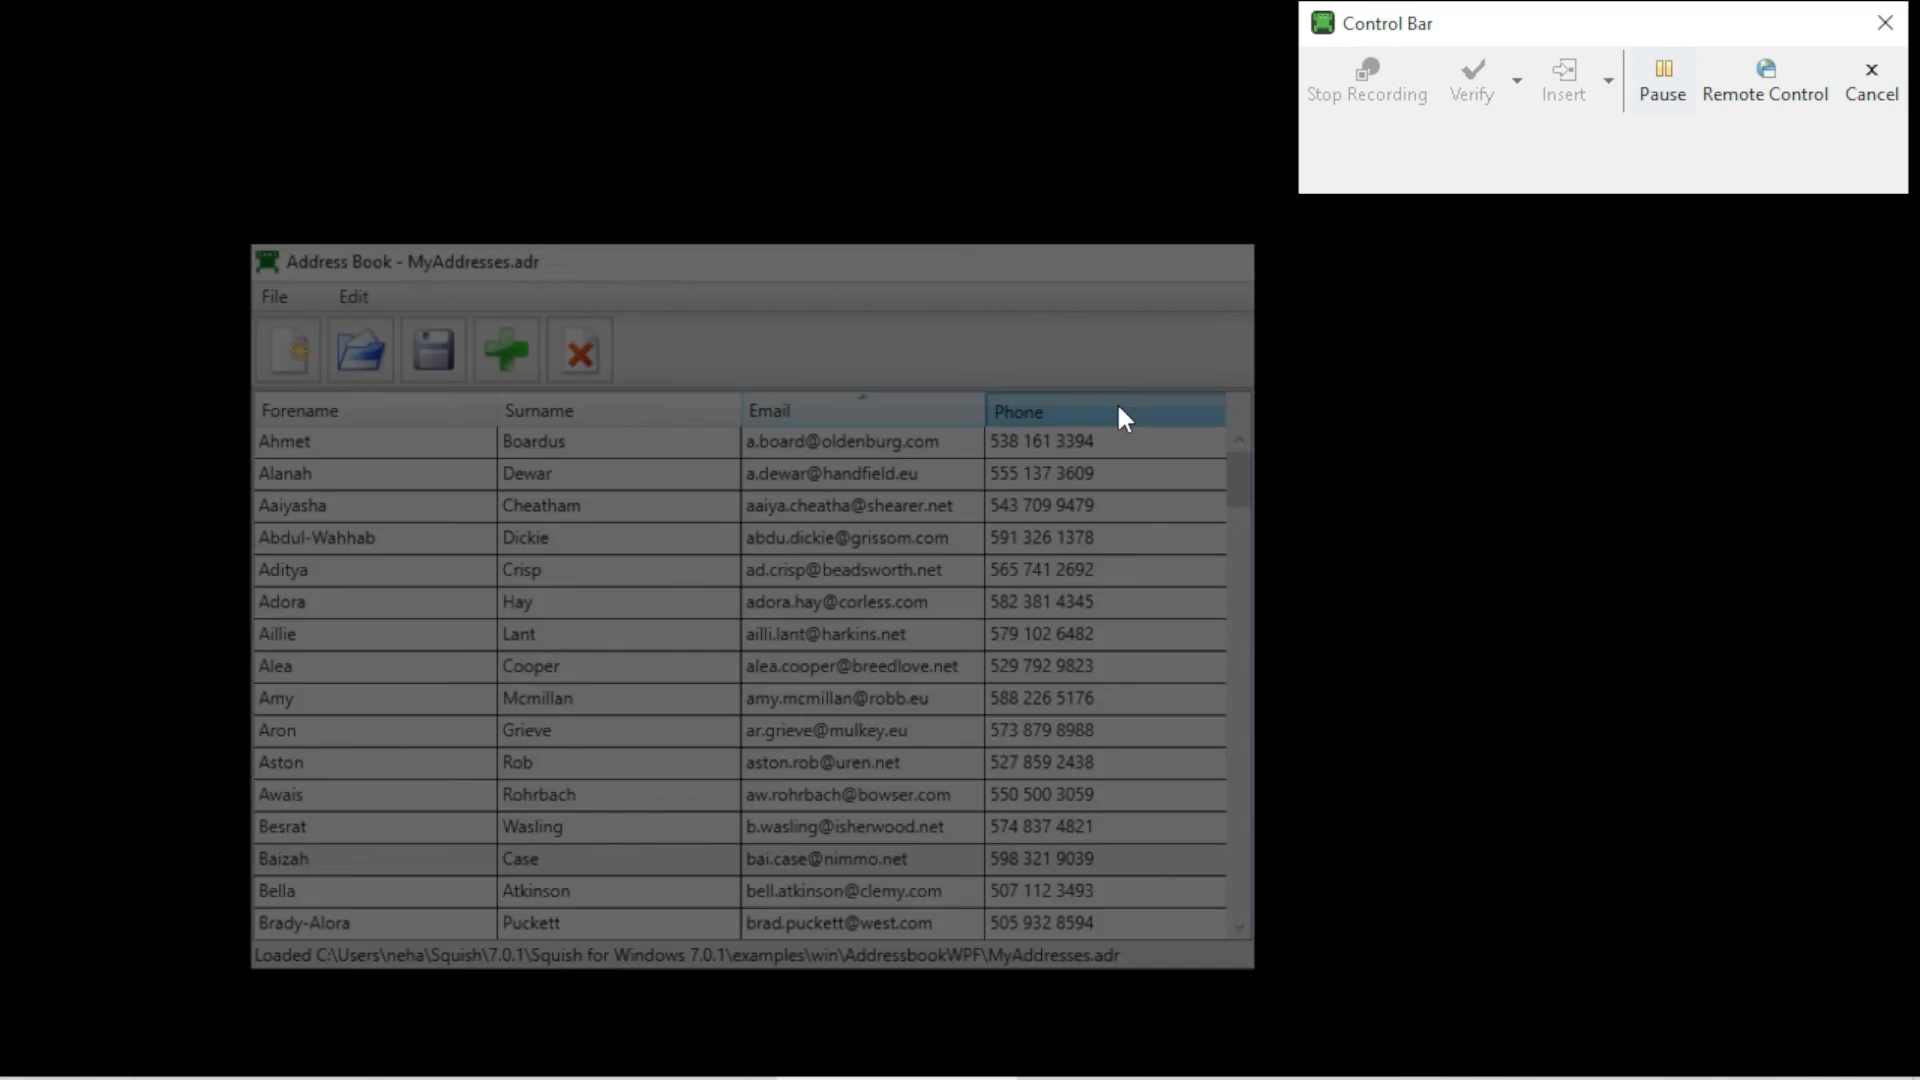 Control Bar
Stop Recording Verify Insert Pause Remote Control Cancel
Address Book - MyAddresses.adr
File Edit
Forename Surname Email Phone
Ahmet Boardus a.board@oldenburg.com 538 161 3394
Alanah Dewar a.dewar@handfield.eu 555 137 3609
Aaiyasha Cheatham aaiya.cheatha@shearer.net 543 709 9479
Abdul-Wahhab Dickie abdu.dickie@grissom.com 591 326 1378
Aditya Crisp ad.crisp@beadsworth.net 565 741 2692
Adora Hay adora.hay@corless.com 582 381 4345
Aillie Lant ailli.lant@harkins.net 579 102 6482
Alea Cooper alea.cooper@breedlove.net 529 792 9823
Amy Mcmillan amy.mcmillan@robb.eu 588 226 5176
Aron Grieve ar.grieve@mulkey.eu 573 879 8988
Aston Rob aston.rob@uren.net 527 859 2438
Awais Rohrbach aw.rohrbach@bowser.com 550 500 3059
Besrat Wasling b.wasling@isherwood.net 574 837 4821
Baizah Case bai.case@nimmo.net 598 321 9039
Bella Atkinson bell.atkinson@clemy.com 507 112 3493
Brady-Alora Puckett brad.puckett@west.com 505 932 8594
Loaded C:\Users\neha\Squish\7.0.1\Squish for Windows 7.0.1\examples\win\AddressbookWPF\MyAddresses.adr